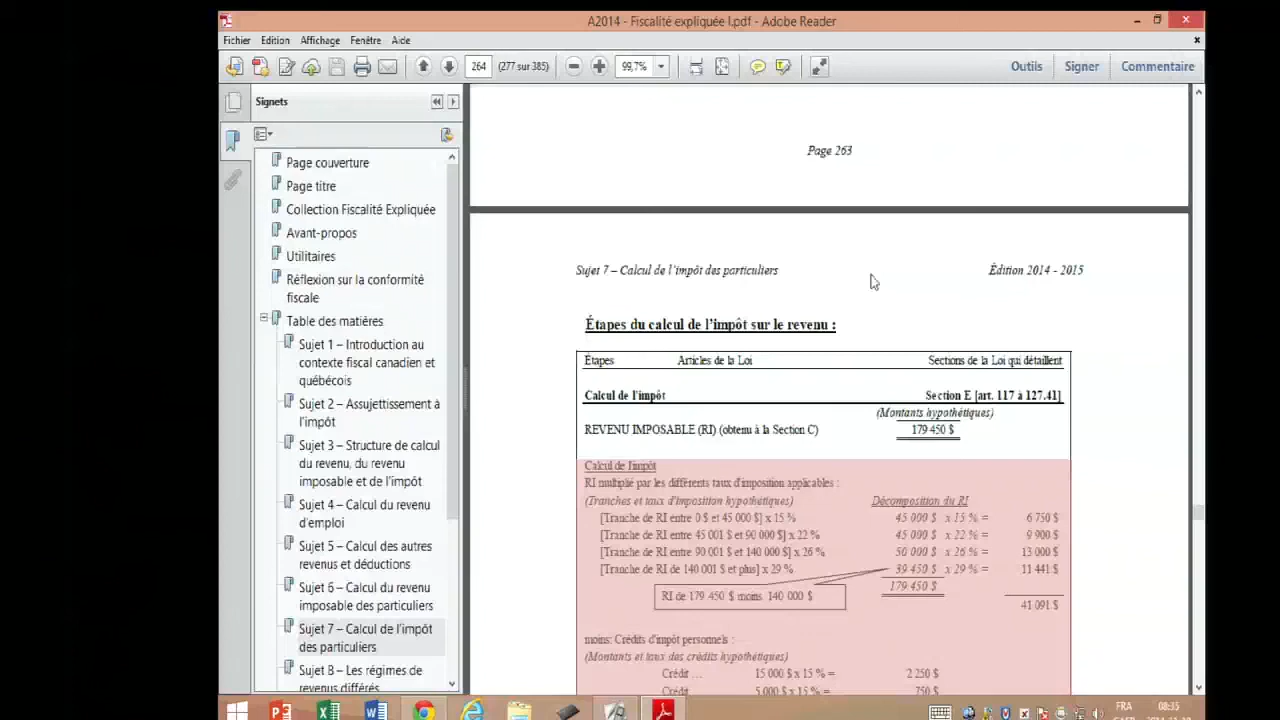 A2014 - Fiscalité expliquée I.pdf - Adobe Reader
Fichier Edition Affichage Fenêtre Aide
264 (277 sur 385) 99,7% Outils Signer Commentaire
Signets
Page couverture
Page titre
Collection Fiscalité Expliquée
Avant-propos
Utilitaires
Réflexion sur la conformité
fiscale
Table des matières
Sujet 1 – Introduction au
contexte fiscal canadien et
québécois
Sujet 2 – Assujettissement à
l'impôt
Sujet 3 – Structure de calcul
du revenu, du revenu
imposable et de l'impôt
Sujet 4 – Calcul du revenu
d'emploi
Sujet 5 – Calcul des autres
revenus et déductions
Sujet 6 – Calcul du revenu
imposable des particuliers
Sujet 7 – Calcul de l'impôt
des particuliers
Sujet 8 – Les régimes de
revenus différés
Page 263
Sujet 7 – Calcul de l'impôt des particuliers Édition 2014 - 2015
Étapes du calcul de l'impôt sur le revenu :
Étapes Articles de la Loi Sections de la Loi qui détaillent
Calcul de l'impôt Section E [art. 117 à 127.41]
(Montants hypothétiques)
REVENU IMPOSABLE (RI) (obtenu à la Section C) 179 450 $
Calcul de l'impôt
RI multiplié par les différents taux d'imposition applicables :
(Tranches et taux d'imposition hypothétiques) Décomposition du RI
[Tranche de RI entre 0 $ et 45 000 $] x 15 % 45 000 $ x 15 % = 6 750 $
[Tranche de RI entre 45 001 $ et 90 000 $] x 22 % 45 000 $ x 22 % = 9 900 $
[Tranche de RI entre 90 001 $ et 140 000 $] x 26 % 50 000 $ x 26 % = 13 000 $
[Tranche de RI de 140 001 $ et plus] x 29 % 39 450 $ x 29 % = 11 441 $
179 450 $
RI de 179 450 $ moins 140 000 $
41 091 $
moins: Crédits d'impôt personnels :
(Montants et taux des crédits hypothétiques)
Crédit … 15 000 $ x 15 % = 2 250 $
Crédit 5 000 $ x 15 % = 750 $
FRA 08:35